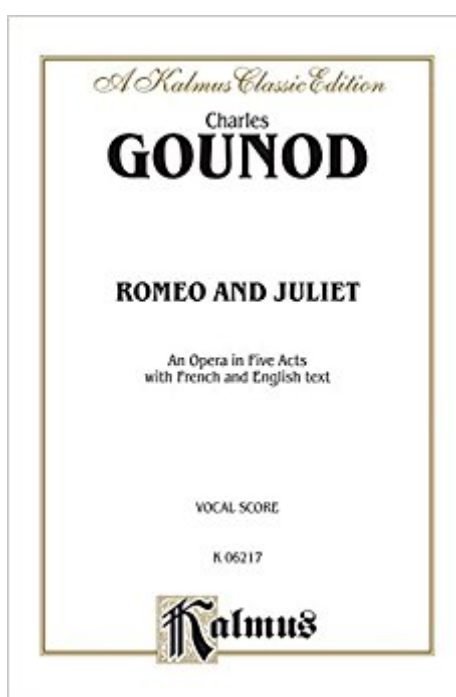 A Kalmus Classic Edition
Charles
GOUNOD
ROMEO AND JULIET
An Opera in Five Acts
with French and English text
VOCAL SCORE
K 06217
Kalmus